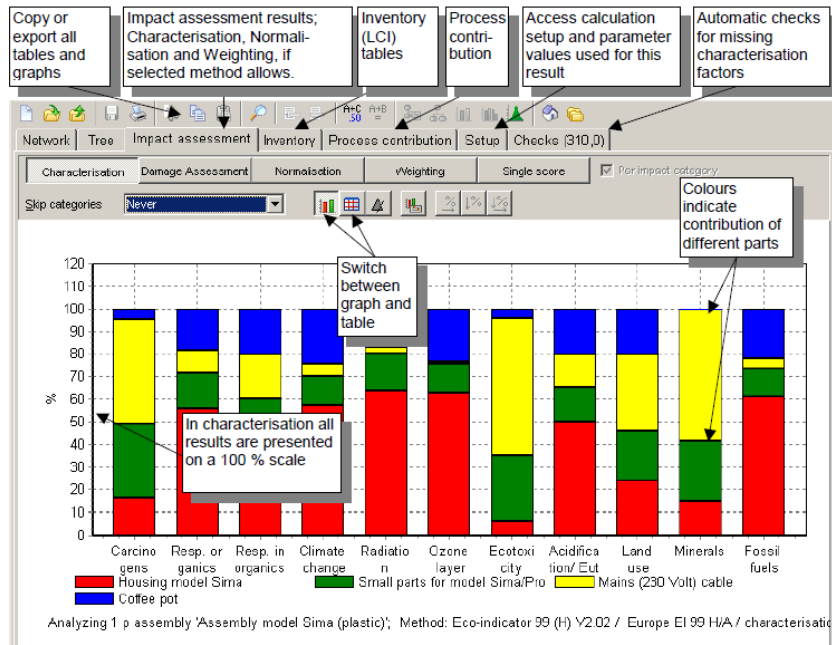 Copy or
export all
tables and
graphs
Impact assessment results;
Characterisation, Normali-
sation and Weighting, if
selected method allows.
Inventory
(LCI)
tables
Process
contri-
bution
Access calculation
setup and parameter
values used for this
result
Automatic checks
for missing
characterisation
factors
A+C
.50
A+B
=
Network
Tree
Impact assessment
Inventory
Process contribution
Setup
Checks (310,0)
Characterisation
Damage Assessment
Normalisation
Weighting
Single score
Per impact category
Skip categories
Never
Colours
indicate
contribution of
different parts
Switch
between
graph and
table
In characterisation all
results are presented
on a 100 % scale
%
120
110
100
90
80
70
60
50
40
30
20
10
0
Carcino
gens
Resp. or
ganics
Resp. in
organics
Climate
change
Radiatio
n
Ozone
layer
Ecotoxi
city
Acidifica
tion/ Eut
Land
use
Minerals
Fossil
fuels
Housing model Sima
Small parts for model Sima/Pro
Mains (230 Volt) cable
Coffee pot
Analyzing 1 p assembly 'Assembly model Sima (plastic)'; Method: Eco-indicator 99 (H) V2.02 / Europe EI 99 H/A / characterisatio